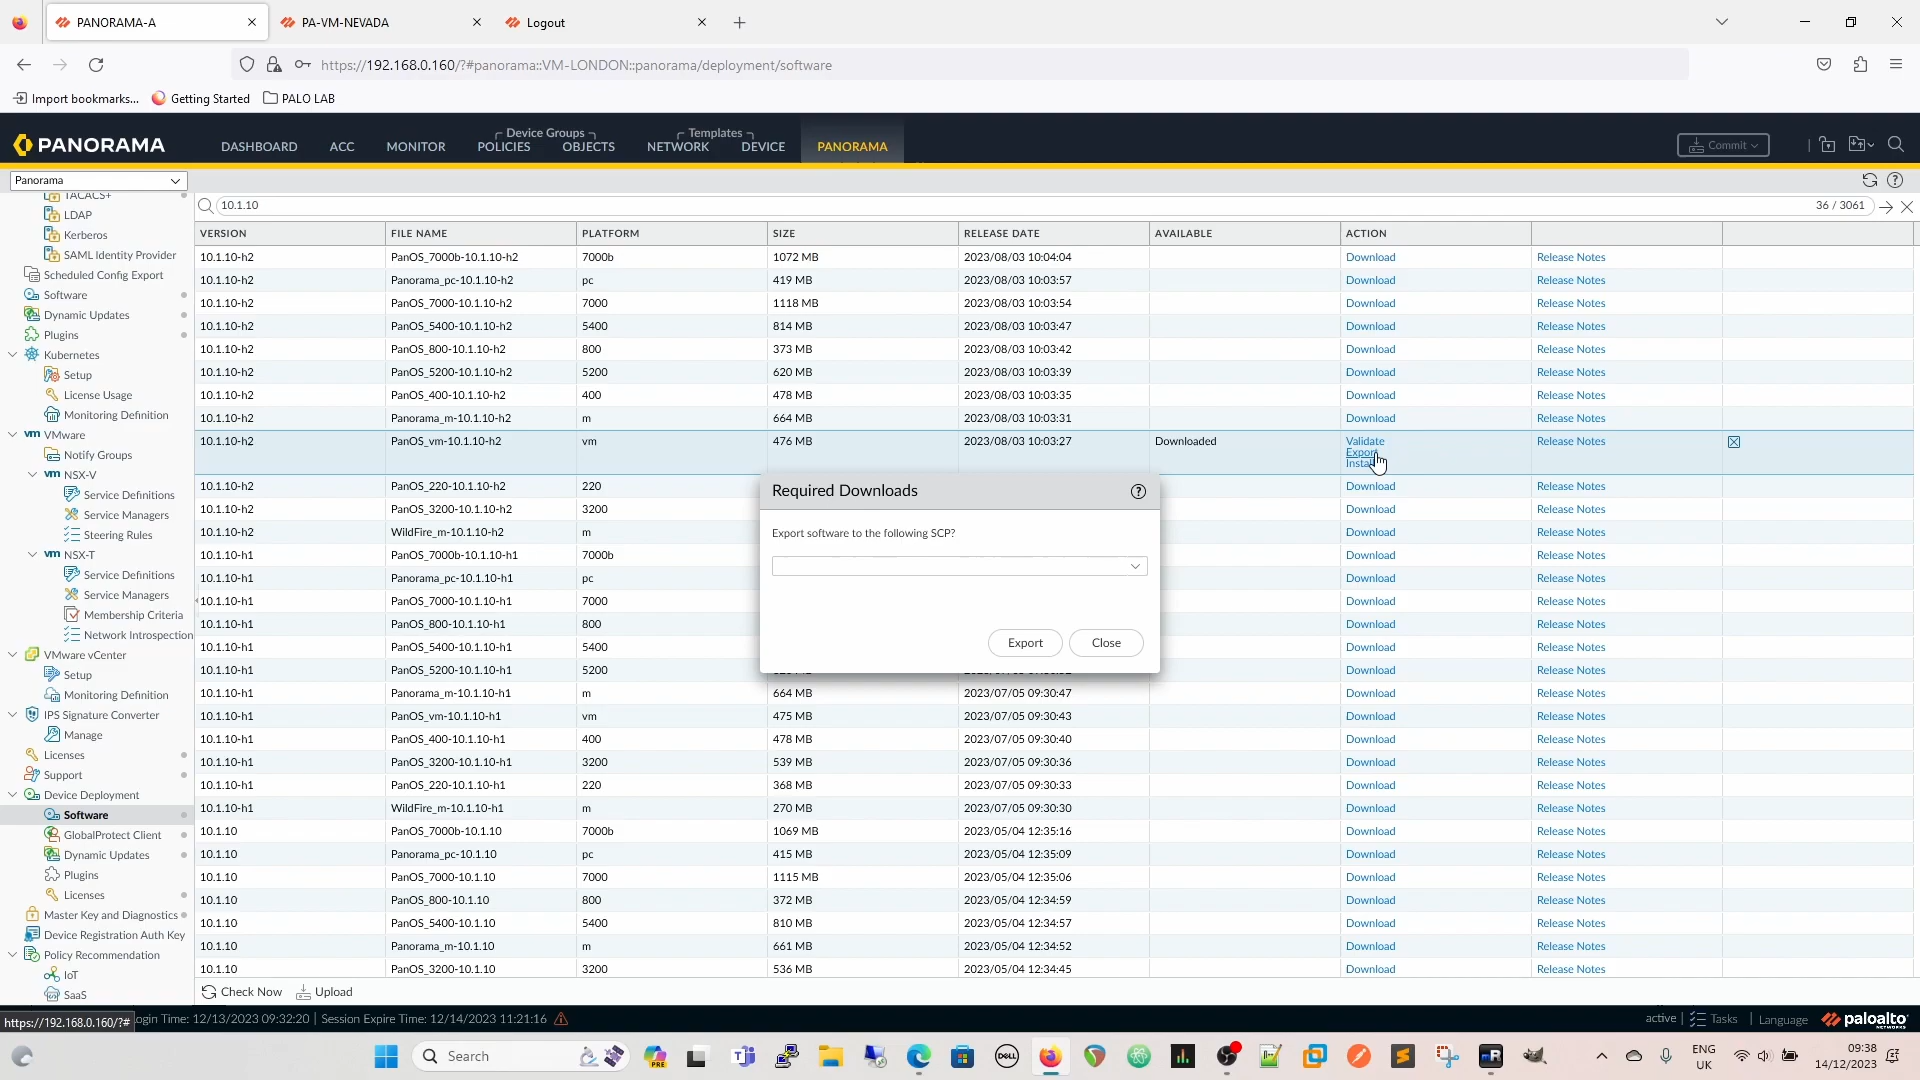 PANORAMA-A
PA-VM-NEVADA
Logout
https://192.168.0.160/?#panorama::VM-LONDON::panorama/deployment/software
Import bookmarks...
Getting Started
PALO LAB
PANORAMA
DASHBOARD
ACC
MONITOR
Device Groups
POLICIES
OBJECTS
Templates
NETWORK
DEVICE
PANORAMA
Commit
Panorama
TACACS+
LDAP
Kerberos
SAML Identity Provider
Scheduled Config Export
Software
Dynamic Updates
Plugins
Kubernetes
Setup
License Usage
Monitoring Definition
vm VMware
Notify Groups
vm NSX-V
Service Definitions
Service Managers
Steering Rules
vm NSX-T
Service Definitions
Service Managers
Membership Criteria
Network Introspection
VMware vCenter
Setup
Monitoring Definition
IPS Signature Converter
Manage
Licenses
Support
Device Deployment
Software
GlobalProtect Client
Dynamic Updates
Plugins
Licenses
Master Key and Diagnostics
Device Registration Auth Key
Policy Recommendation
IoT
SaaS
10.1.10
36 / 3061
VERSION FILE NAME PLATFORM SIZE RELEASE DATE AVAILABLE ACTION
10.1.10-h2 PanOS_7000b-10.1.10-h2 7000b 1072 MB 2023/08/03 10:04:04 Download Release Notes
10.1.10-h2 Panorama_pc-10.1.10-h2 pc 419 MB 2023/08/03 10:03:57 Download Release Notes
10.1.10-h2 PanOS_7000-10.1.10-h2 7000 1118 MB 2023/08/03 10:03:54 Download Release Notes
10.1.10-h2 PanOS_5400-10.1.10-h2 5400 814 MB 2023/08/03 10:03:47 Download Release Notes
10.1.10-h2 PanOS_800-10.1.10-h2 800 373 MB 2023/08/03 10:03:42 Download Release Notes
10.1.10-h2 PanOS_5200-10.1.10-h2 5200 620 MB 2023/08/03 10:03:39 Download Release Notes
10.1.10-h2 PanOS_400-10.1.10-h2 400 478 MB 2023/08/03 10:03:35 Download Release Notes
10.1.10-h2 Panorama_m-10.1.10-h2 m 664 MB 2023/08/03 10:03:31 Download Release Notes
10.1.10-h2 PanOS_vm-10.1.10-h2 vm 476 MB 2023/08/03 10:03:27 Downloaded Validate Release Notes
Export
Install
10.1.10-h2 PanOS_220-10.1.10-h2 220 Download Release Notes
10.1.10-h2 PanOS_3200-10.1.10-h2 3200 Download Release Notes
10.1.10-h2 WildFire_m-10.1.10-h2 m Download Release Notes
10.1.10-h1 PanOS_7000b-10.1.10-h1 7000b Download Release Notes
10.1.10-h1 Panorama_pc-10.1.10-h1 pc Download Release Notes
10.1.10-h1 PanOS_7000-10.1.10-h1 7000 Download Release Notes
10.1.10-h1 PanOS_800-10.1.10-h1 800 Download Release Notes
10.1.10-h1 PanOS_5400-10.1.10-h1 5400 Download Release Notes
10.1.10-h1 PanOS_5200-10.1.10-h1 5200 Download Release Notes
10.1.10-h1 Panorama_m-10.1.10-h1 m 664 MB 2023/07/05 09:30:47 Download Release Notes
10.1.10-h1 PanOS_vm-10.1.10-h1 vm 475 MB 2023/07/05 09:30:43 Download Release Notes
10.1.10-h1 PanOS_400-10.1.10-h1 400 478 MB 2023/07/05 09:30:40 Download Release Notes
10.1.10-h1 PanOS_3200-10.1.10-h1 3200 539 MB 2023/07/05 09:30:36 Download Release Notes
10.1.10-h1 PanOS_220-10.1.10-h1 220 368 MB 2023/07/05 09:30:33 Download Release Notes
10.1.10-h1 WildFire_m-10.1.10-h1 m 270 MB 2023/07/05 09:30:30 Download Release Notes
10.1.10 PanOS_7000b-10.1.10 7000b 1069 MB 2023/05/04 12:35:16 Download Release Notes
10.1.10 Panorama_pc-10.1.10 pc 415 MB 2023/05/04 12:35:09 Download Release Notes
10.1.10 PanOS_7000-10.1.10 7000 1115 MB 2023/05/04 12:35:06 Download Release Notes
10.1.10 PanOS_800-10.1.10 800 372 MB 2023/05/04 12:34:59 Download Release Notes
10.1.10 PanOS_5400-10.1.10 5400 810 MB 2023/05/04 12:34:57 Download Release Notes
10.1.10 Panorama_m-10.1.10 m 661 MB 2023/05/04 12:34:52 Download Release Notes
10.1.10 PanOS_3200-10.1.10 3200 536 MB 2023/05/04 12:34:45 Download Release Notes
Required Downloads
Export software to the following SCP?
Export
Close
Check Now
Upload
https://192.168.0.160/?#
ogin Time: 12/13/2023 09:32:20 | Session Expire Time: 12/14/2023 11:21:16
active | Tasks | Language
paloalto
NETWORKS
Search
PRE
DELL
ENG
UK
09:38
14/12/2023